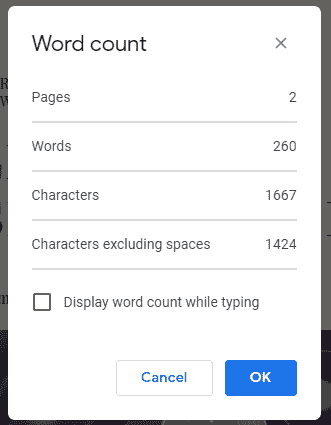 Word count
Pages 2
Words 260
Characters 1667
Characters excluding spaces 1424
Display word count while typing
Cancel OK